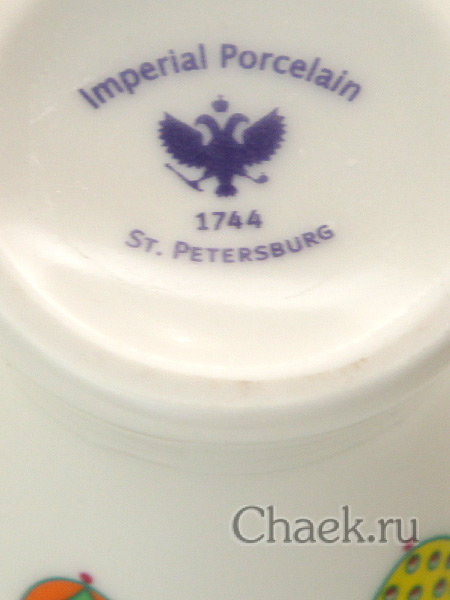 Imperial Porcelain
1744
St. Petersburg
Chaek.ru